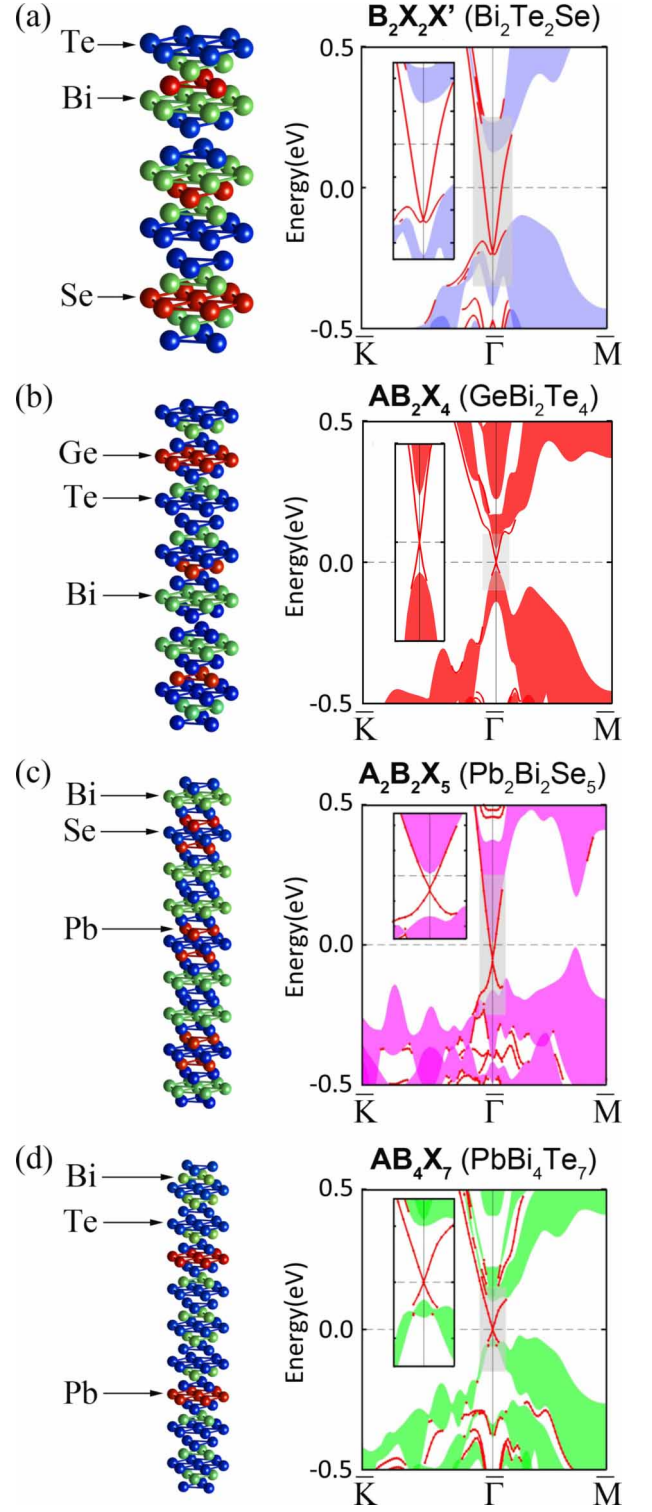 (a)
B₂X₂X’ (Bi₂Te₂Se)
Te
Bi
Se
Energy(eV)
0.5
0.0
-0.5
K̅ Γ̅ M̅
(b)
AB₂X₄ (GeBi₂Te₄)
Ge
Te
Bi
Energy(eV)
0.5
0.0
-0.5
K̅ Γ̅ M̅
(c)
A₂B₂X₅ (Pb₂Bi₂Se₅)
Bi
Se
Pb
Energy(eV)
0.5
0.0
-0.5
K̅ Γ̅ M̅
(d)
AB₄X₇ (PbBi₄Te₇)
Bi
Te
Pb
Energy(eV)
0.5
0.0
-0.5
K̅ Γ̅ M̅